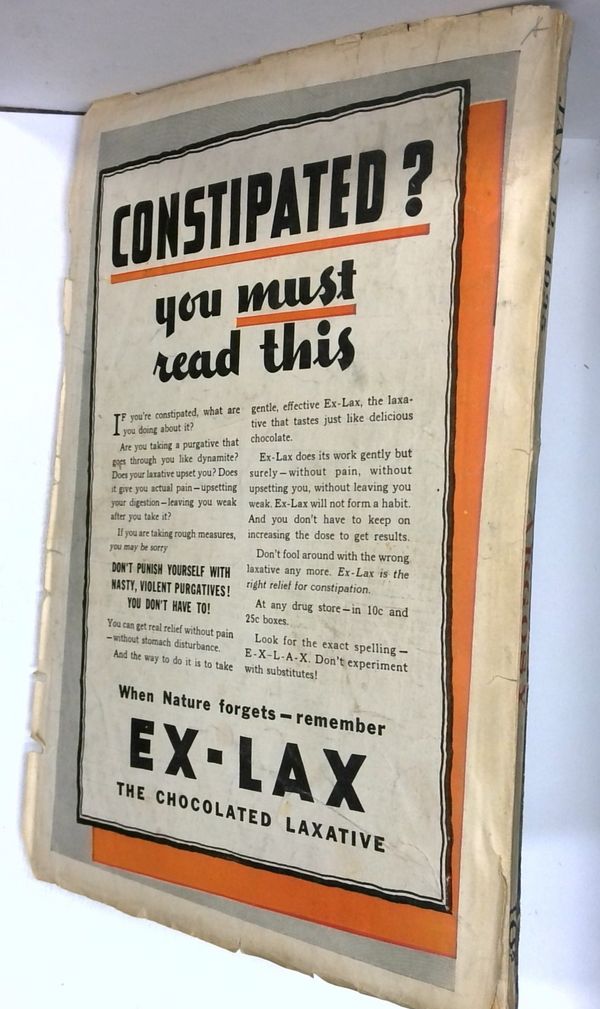 CONSTIPATED?
you must
read this
IF you're constipated, what are
you doing about it?
Are you taking a purgative that
goes through you like dynamite?
Does your laxative upset you? Does
it give you actual pain—upsetting
your digestion—leaving you weak
after you take it?
If you are taking rough measures,
you may be sorry
DON'T PUNISH YOURSELF WITH
NASTY, VIOLENT PURGATIVES!
YOU DON'T HAVE TO!
You can get real relief without pain
—without stomach disturbance.
And the way to do it is to take
gentle, effective Ex-Lax, the laxa-
tive that tastes just like delicious
chocolate.
Ex-Lax does its work gently but
surely—without pain, without
upsetting you, without leaving you
weak. Ex-Lax will not form a habit.
And you don't have to keep on
increasing the dose to get results.
Don't fool around with the wrong
laxative any more. Ex-Lax is the
right relief for constipation.
At any drug store—in 10c and
25c boxes.
Look for the exact spelling—
E-X-L-A-X. Don't experiment
with substitutes!
When Nature forgets—remember
EX-LAX
THE CHOCOLATED LAXATIVE
JAN. 12,